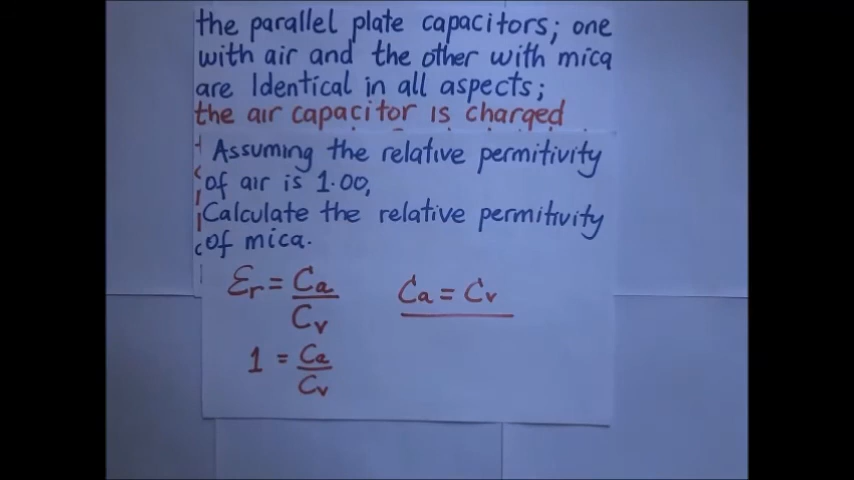 the parallel plate capacitors; one
with air and the other with mica
are Identical in all aspects;
the air capacitor is charged
Assuming the relative permitivity
of air is 1.00,
Calculate the relative permitivity
of mica.
Ɛr = Ca/Cv Ca = Cv
1 = Ca/Cv